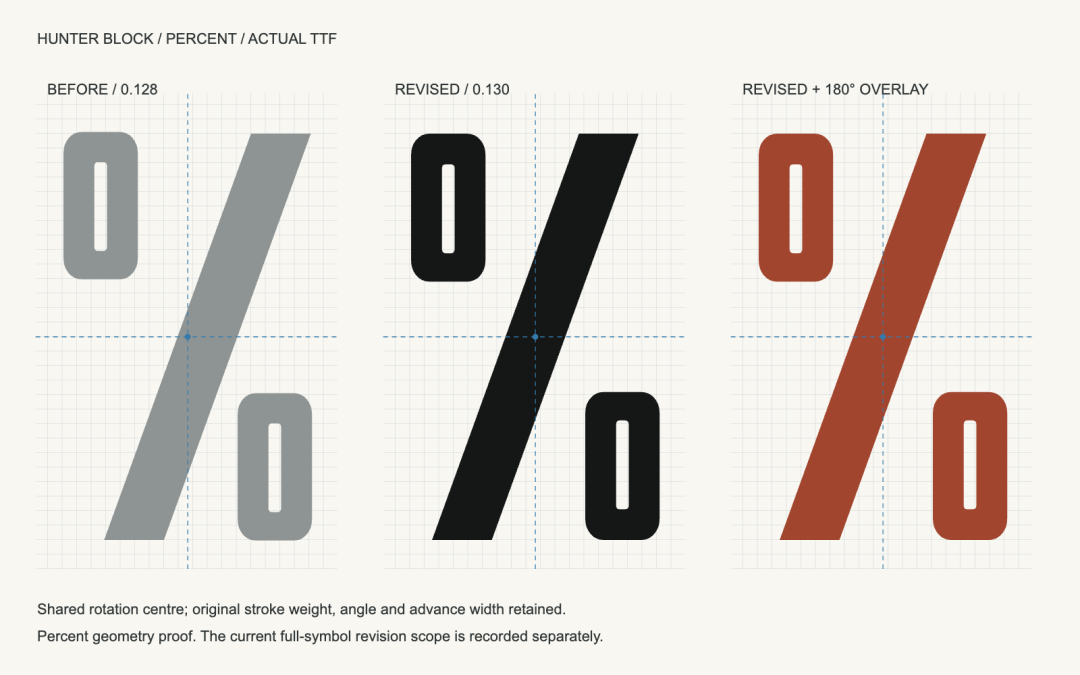 HUNTER BLOCK / PERCENT / ACTUAL TTF
BEFORE / 0.128
REVISED / 0.130
REVISED + 180° OVERLAY
%
%
%
Shared rotation centre; original stroke weight, angle and advance width retained.
Percent geometry proof. The current full-symbol revision scope is recorded separately.